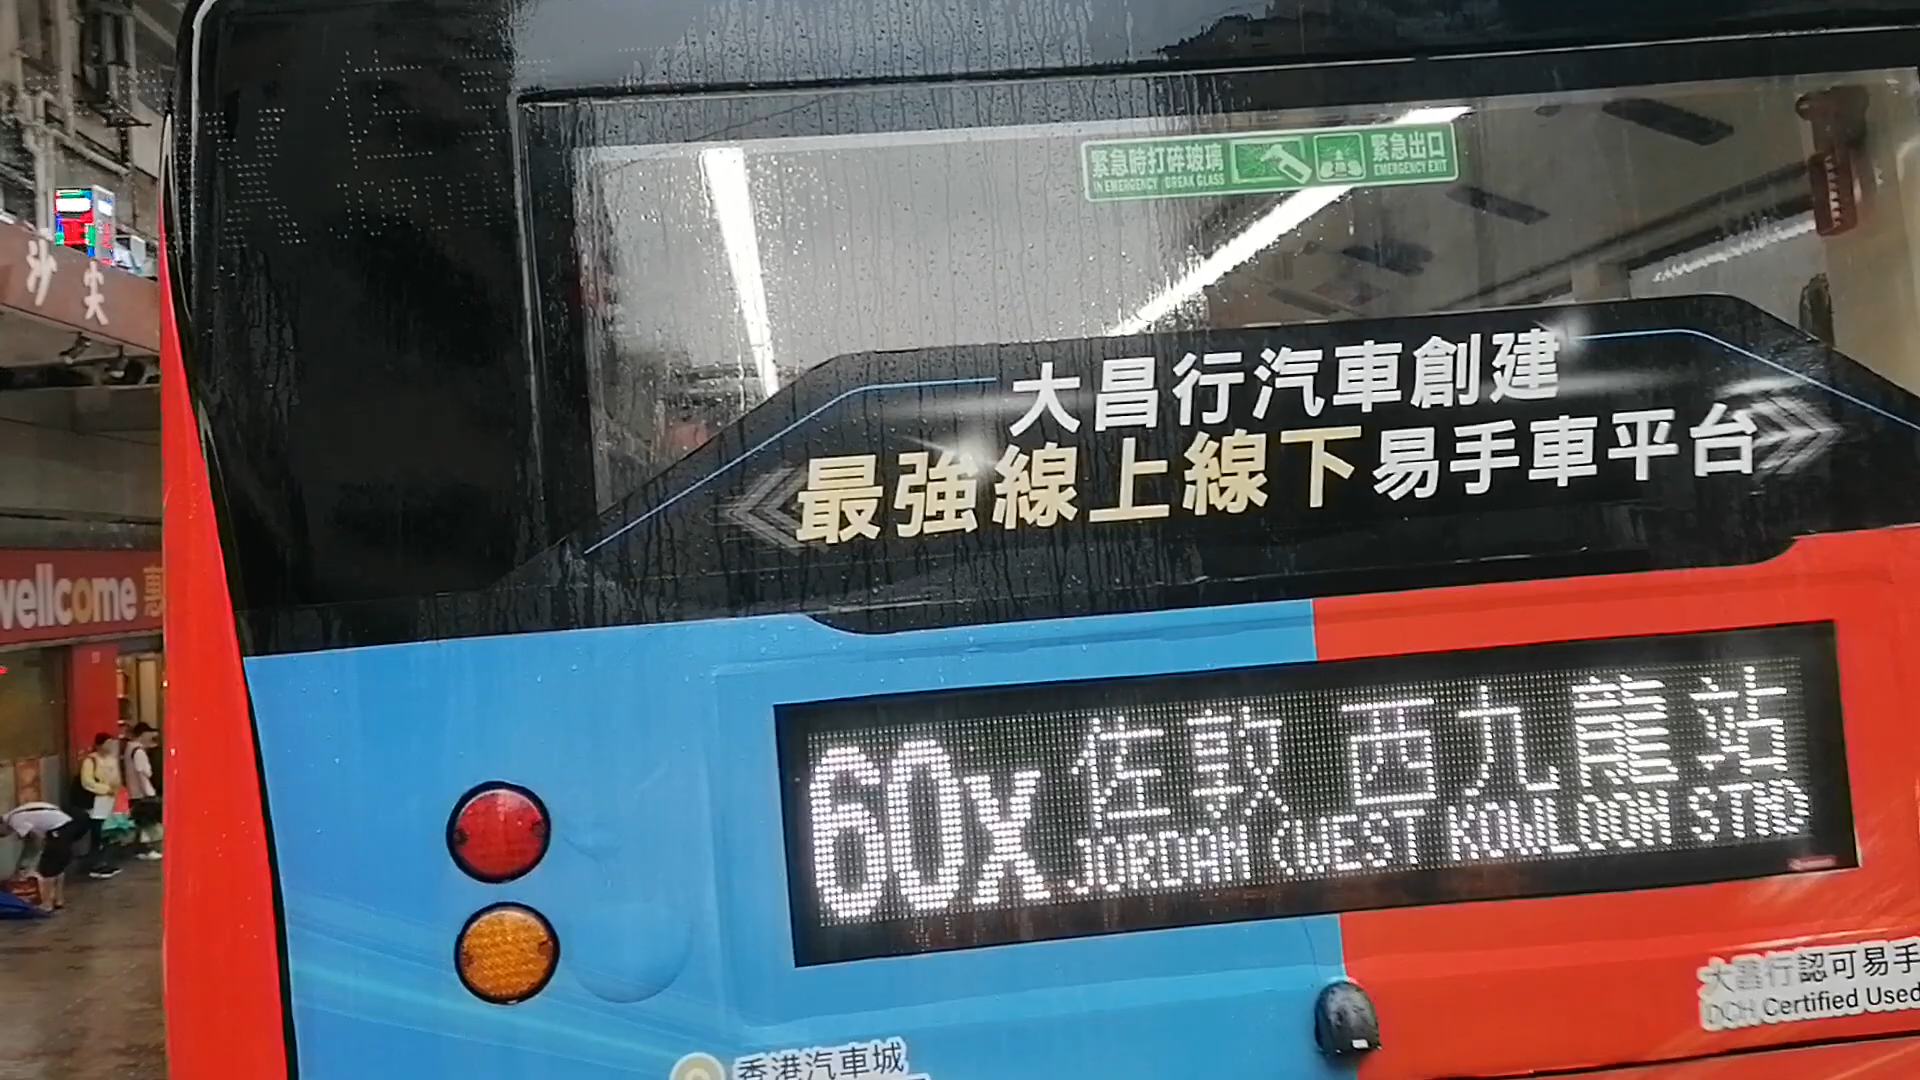 緊急時打碎玻璃
IN EMERGENCY BREAK GLASS
緊急出口
EMERGENCY EXIT
沙
尖
大昌行汽車創建
最強線上線下易手車平台
wellcome 惠
60X 佐敦 西九龍站
JORDAN (WEST KOWLOON STN)
大昌行認可易手
DCH Certified Used
香港汽車城